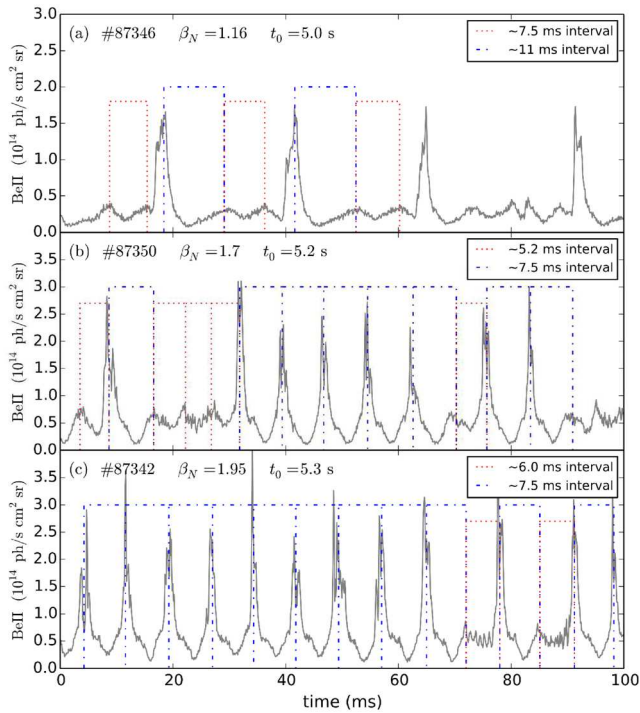 (a) #87346 β_N =1.16 t_0 =5.0 s
~7.5 ms interval
~11 ms interval
BeII (10^14 ph/s cm^2 sr)
3.0
2.5
2.0
1.5
1.0
0.5
0.0
(b) #87350 β_N =1.7 t_0 =5.2 s
~5.2 ms interval
~7.5 ms interval
BeII (10^14 ph/s cm^2 sr)
3.5
3.0
2.5
2.0
1.5
1.0
0.5
0.0
(c) #87342 β_N =1.95 t_0 =5.3 s
~6.0 ms interval
~7.5 ms interval
BeII (10^14 ph/s cm^2 sr)
3.5
3.0
2.5
2.0
1.5
1.0
0.5
0.0
0 20 40 60 80 100
time (ms)